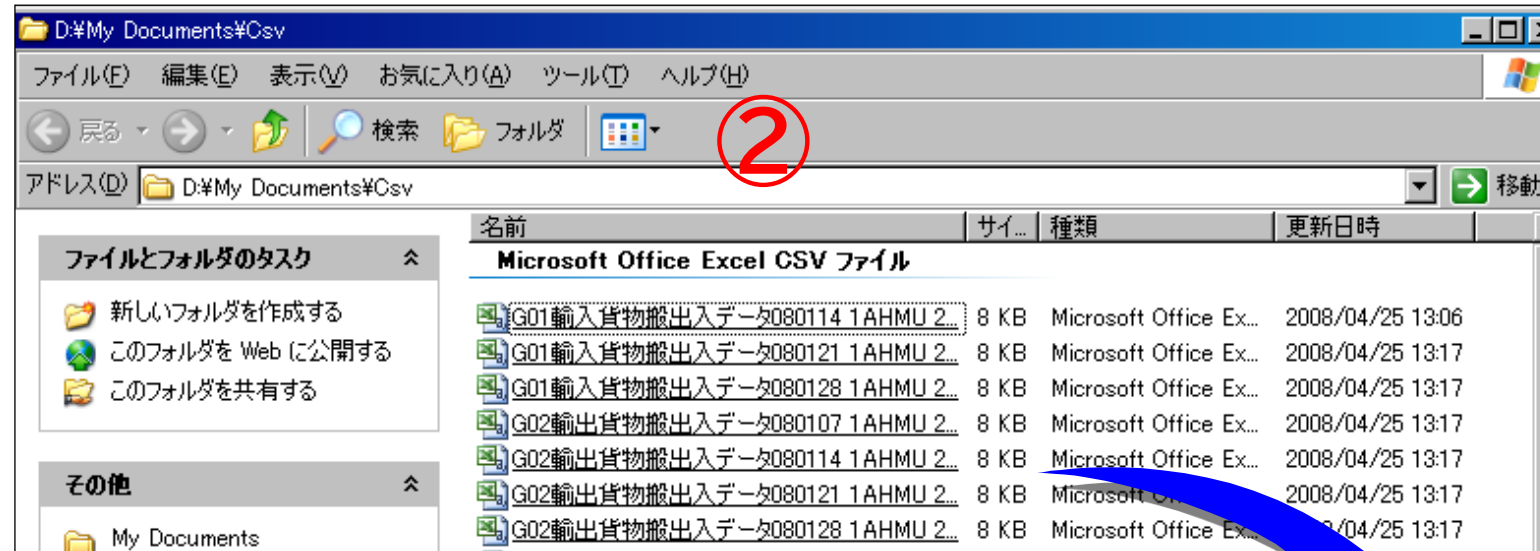 D:¥My Documents¥Csv
ファイル(F) 編集(E) 表示(V) お気に入り(A) ツール(T) ヘルプ(H)
戻る 検索 フォルダ
②
アドレス(D) D:¥My Documents¥Csv 移動
名前 サイ... 種類 更新日時
ファイルとフォルダのタスク
Microsoft Office Excel CSV ファイル
新しいフォルダを作成する
G01輸入貨物搬出入データ080114 1AHMU 2... 8 KB Microsoft Office Ex... 2008/04/25 13:06
このフォルダを Web に公開する
G01輸入貨物搬出入データ080121 1AHMU 2... 8 KB Microsoft Office Ex... 2008/04/25 13:17
このフォルダを共有する
G01輸入貨物搬出入データ080128 1AHMU 2... 8 KB Microsoft Office Ex... 2008/04/25 13:17
G02輸出貨物搬出入データ080107 1AHMU 2... 8 KB Microsoft Office Ex... 2008/04/25 13:17
G02輸出貨物搬出入データ080114 1AHMU 2... 8 KB Microsoft Office Ex... 2008/04/25 13:17
その他
G02輸出貨物搬出入データ080121 1AHMU 2... 8 KB Microsoft 2008/04/25 13:17
My Documents
G02輸出貨物搬出入データ080128 1AHMU 2... 8 KB Microsoft Office Ex... /04/25 13:17